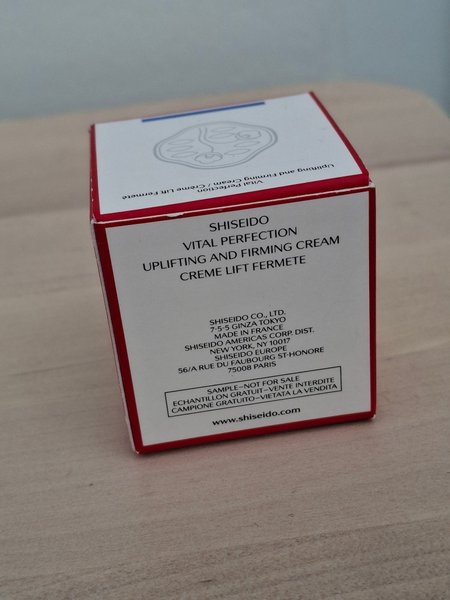 Vital Perfection
Uplifting and Firming Cream / Crème Lift Fermeté
SHISEIDO
VITAL PERFECTION
UPLIFTING AND FIRMING CREAM
CREME LIFT FERMETE
SHISEIDO CO., LTD.
7-5-5 GINZA TOKYO
MADE IN FRANCE
SHISEIDO AMERICAS CORP. DIST.
NEW YORK, NY 10017
SHISEIDO EUROPE
56/A RUE DU FAUBOURG ST-HONORE
75008 PARIS
SAMPLE-NOT FOR SALE
ECHANTILLON GRATUIT-VENTE INTERDITE
CAMPIONE GRATUITO-VIETATA LA VENDITA
www.shiseido.com